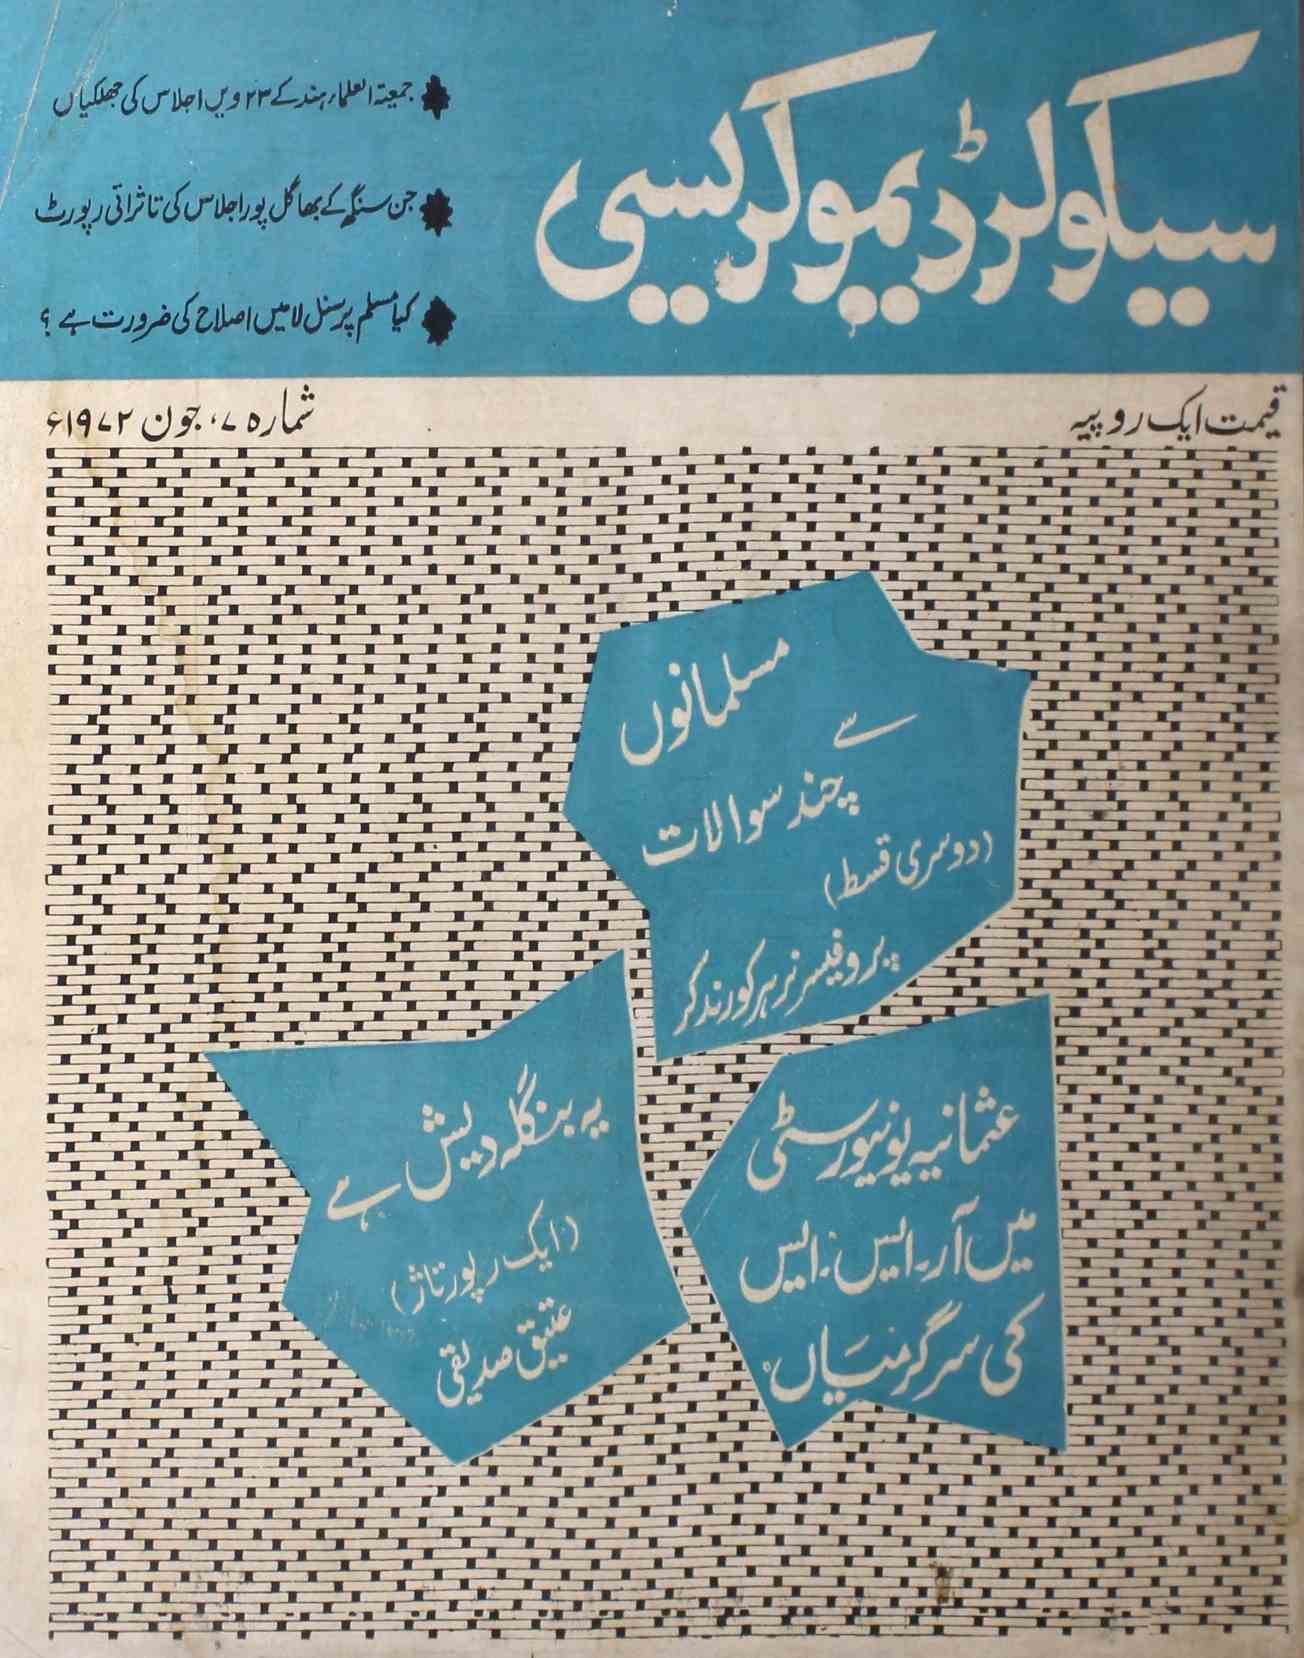 سیکولر ڈیموکریسی
جمعیۃ العلماء ہند کے ۲۳ ویں اجلاس کی جھلکیاں
جن سنگھ کے بھاگل پور اجلاس کی تاثراتی رپورٹ
کیا مسلم پرسنل لا میں اصلاح کی ضرورت ہے ؟
قیمت ایک روپیہ
شمارہ ۷، جون ۱۹۷۲ء
مسلمانوں
سے
چند سوالات
(دوسری قسط)
پروفیسر نرہر کورندکر
عثمانیہ یونیورسٹی
میں آر۔ایس۔ایس
کی سرگرمیاں
یہ بنگلہ دیش ہے
(ایک رپورتاژ)
عتیق صدیقی